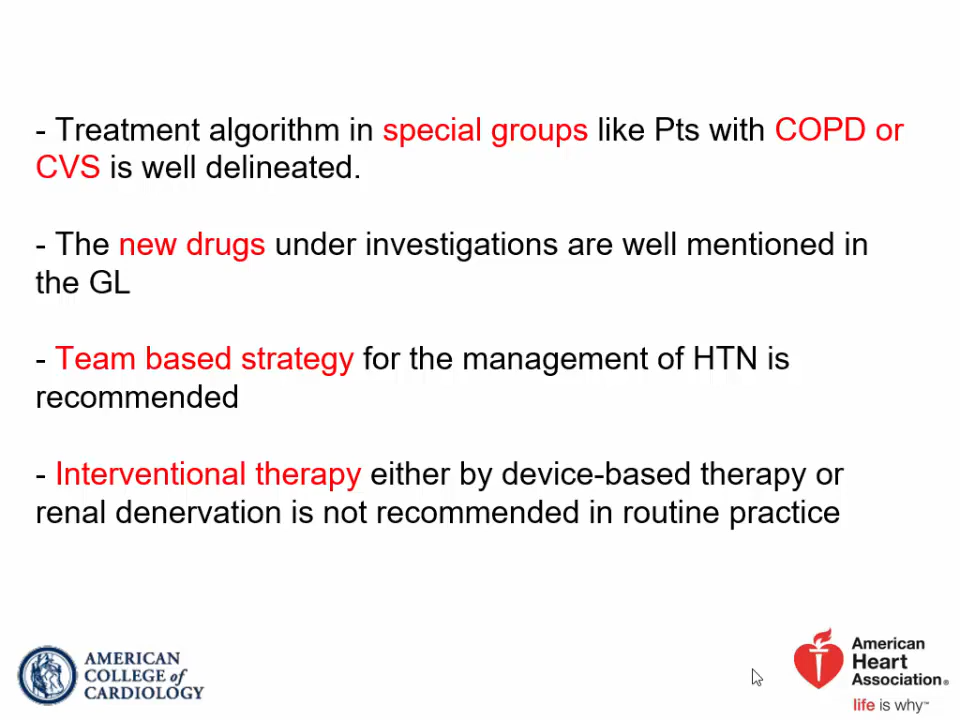 - Treatment algorithm in special groups like Pts with COPD or
CVS is well delineated.
- The new drugs under investigations are well mentioned in
the GL
- Team based strategy for the management of HTN is
recommended
- Interventional therapy either by device-based therapy or
renal denervation is not recommended in routine practice
AMERICAN
COLLEGE of
CARDIOLOGY
American
Heart
Association®
life is why™